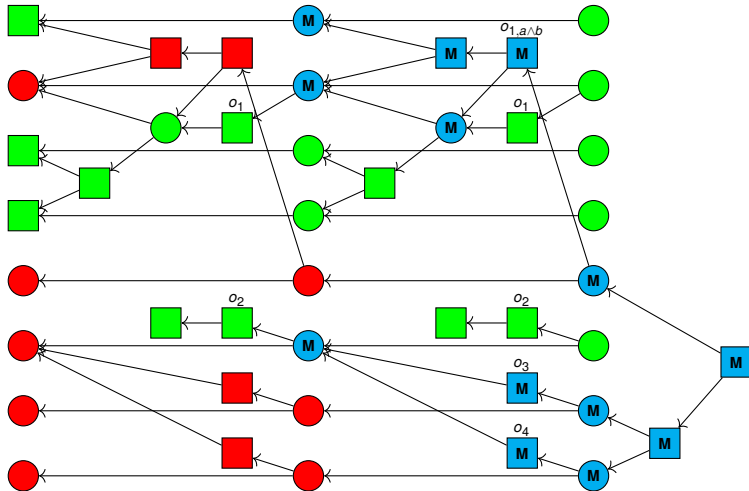 M
M o₁,ₐ∧b M
M o₁ M o₁
M
o₂ o₂ M
M M
o₃ M M
o₄ M M M